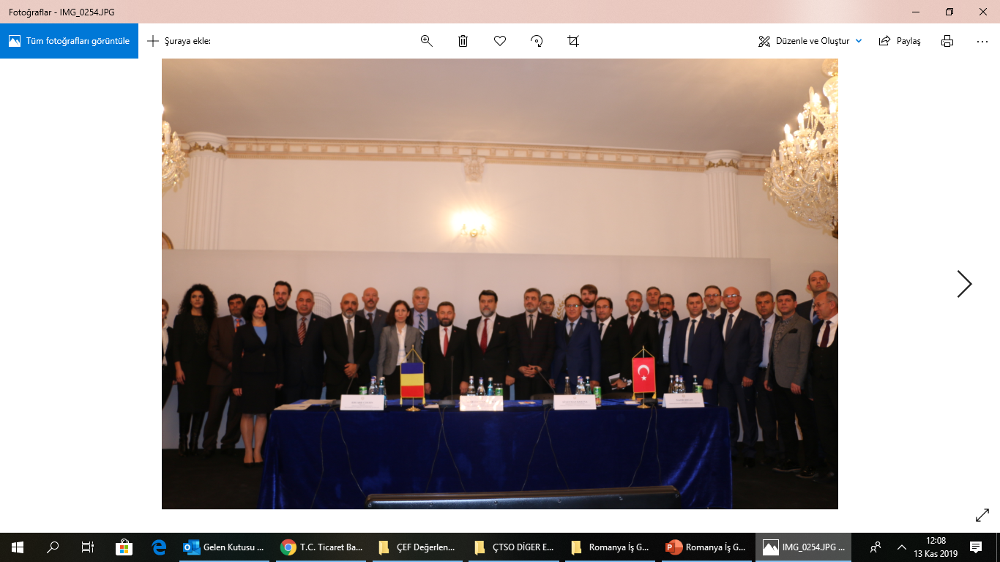 Fotoğraflar - IMG_0254.JPG
Tüm fotoğrafları görüntüle
Şuraya ekle:
Düzenle ve Oluştur
Paylaş
Gelen Kutusu ...
T.C. Ticaret Ba...
ÇEF Değerlen...
ÇTSO DİĞER E...
Romanya İş G...
Romanya İş G...
IMG_0254.JPG ...
12:08
13 Kas 2019